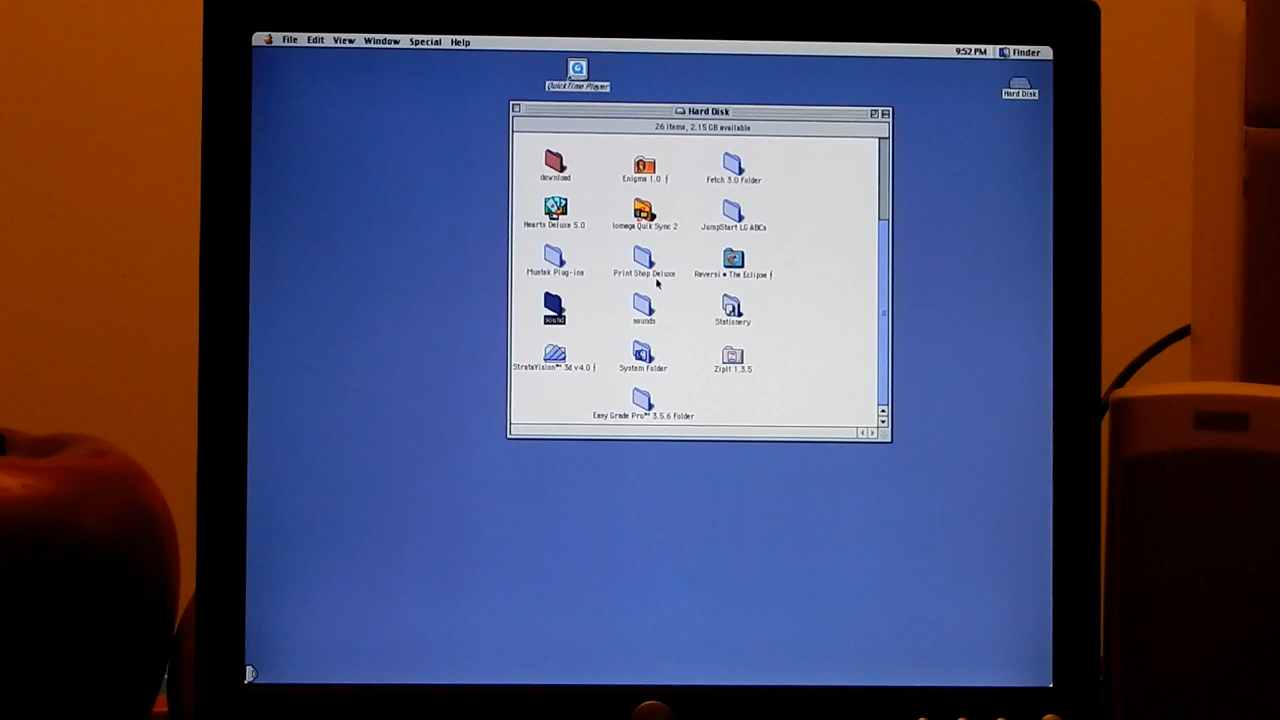 File Edit View Window Special Help
9:52 PM Finder
QuickTime Player
Hard Disk
Hard Disk
26 items, 2.15 GB available
download
Enigma 1.0 ƒ
Fetch 3.0 Folder
Hearts Deluxe 5.0
Iomega QuikSync 2
JumpStart LG ABCs
Mustek Plug-ins
Print Shop Deluxe
Reversi • The Eclipse ƒ
sound
sounds
Stationery
StrataVision™ 3d v4.0 ƒ
System Folder
ZipIt 1.3.5
Easy Grade Pro™ 3.5.6 Folder